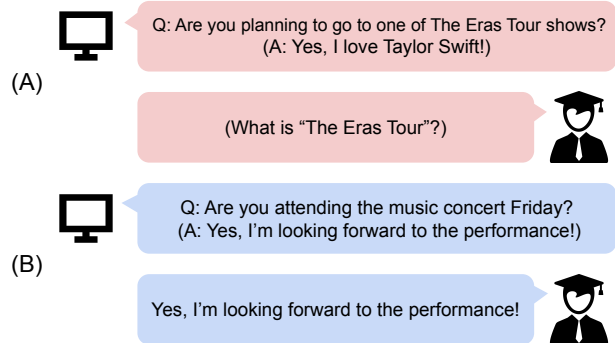 (A)
Q: Are you planning to go to one of The Eras Tour shows?
(A: Yes, I love Taylor Swift!)
(What is “The Eras Tour”?)
(B)
Q: Are you attending the music concert Friday?
(A: Yes, I’m looking forward to the performance!)
Yes, I’m looking forward to the performance!